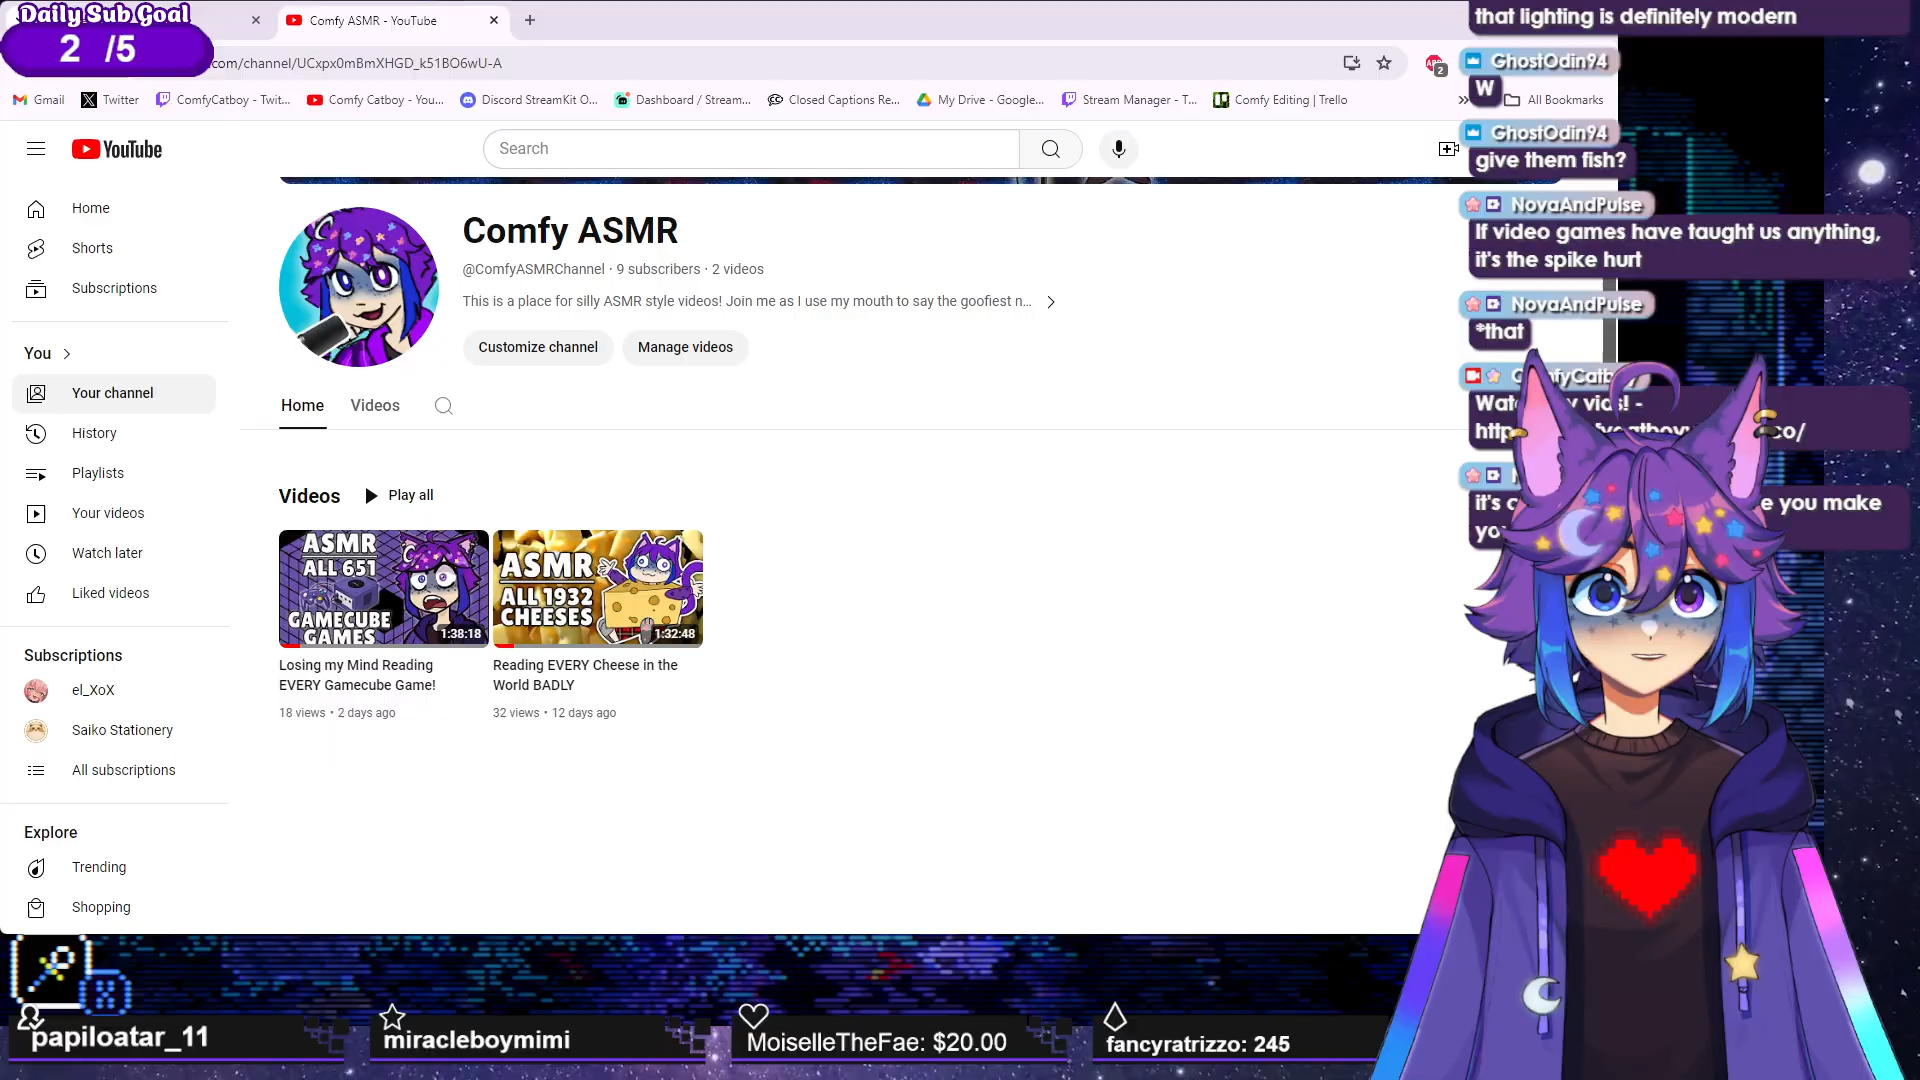 Daily Sub Goal
2 /5
Comfy ASMR - YouTube
.com/channel/UCxpx0mBmXHGD_k51BO6wU-A
2
Gmail
Twitter
ComfyCatboy - Twit...
Comfy Catboy - You...
Discord StreamKit O...
Dashboard / Stream...
Closed Captions Re...
My Drive - Google...
Stream Manager - T...
Comfy Editing | Trello
All Bookmarks
YouTube
Search
Home
Shorts
Subscriptions
You
Your channel
History
Playlists
Your videos
Watch later
Liked videos
Subscriptions
el_XoX
Saiko Stationery
All subscriptions
Explore
Trending
Shopping
Comfy ASMR
@ComfyASMRChannel · 9 subscribers · 2 videos
This is a place for silly ASMR style videos! Join me as I use my mouth to say the goofiest n...
Customize channel
Manage videos
Home
Videos
Videos
Play all
ASMR
ALL 651
GAMECUBE
GAMES
1:38:18
Losing my Mind Reading
EVERY Gamecube Game!
18 views • 2 days ago
ASMR
ALL 1932
CHEESES
1:32:48
Reading EVERY Cheese in the
World BADLY
32 views • 12 days ago
that lighting is definitely modern
GhostOdin94
W
GhostOdin94
give them fish?
NovaAndPulse
If video games have taught us anything,
it's the spike hurt
NovaAndPulse
*that
e you make
X
papiloatar_11
miracleboymimi
MoiselleTheFae: $20.00
fancyratrizzo: 245